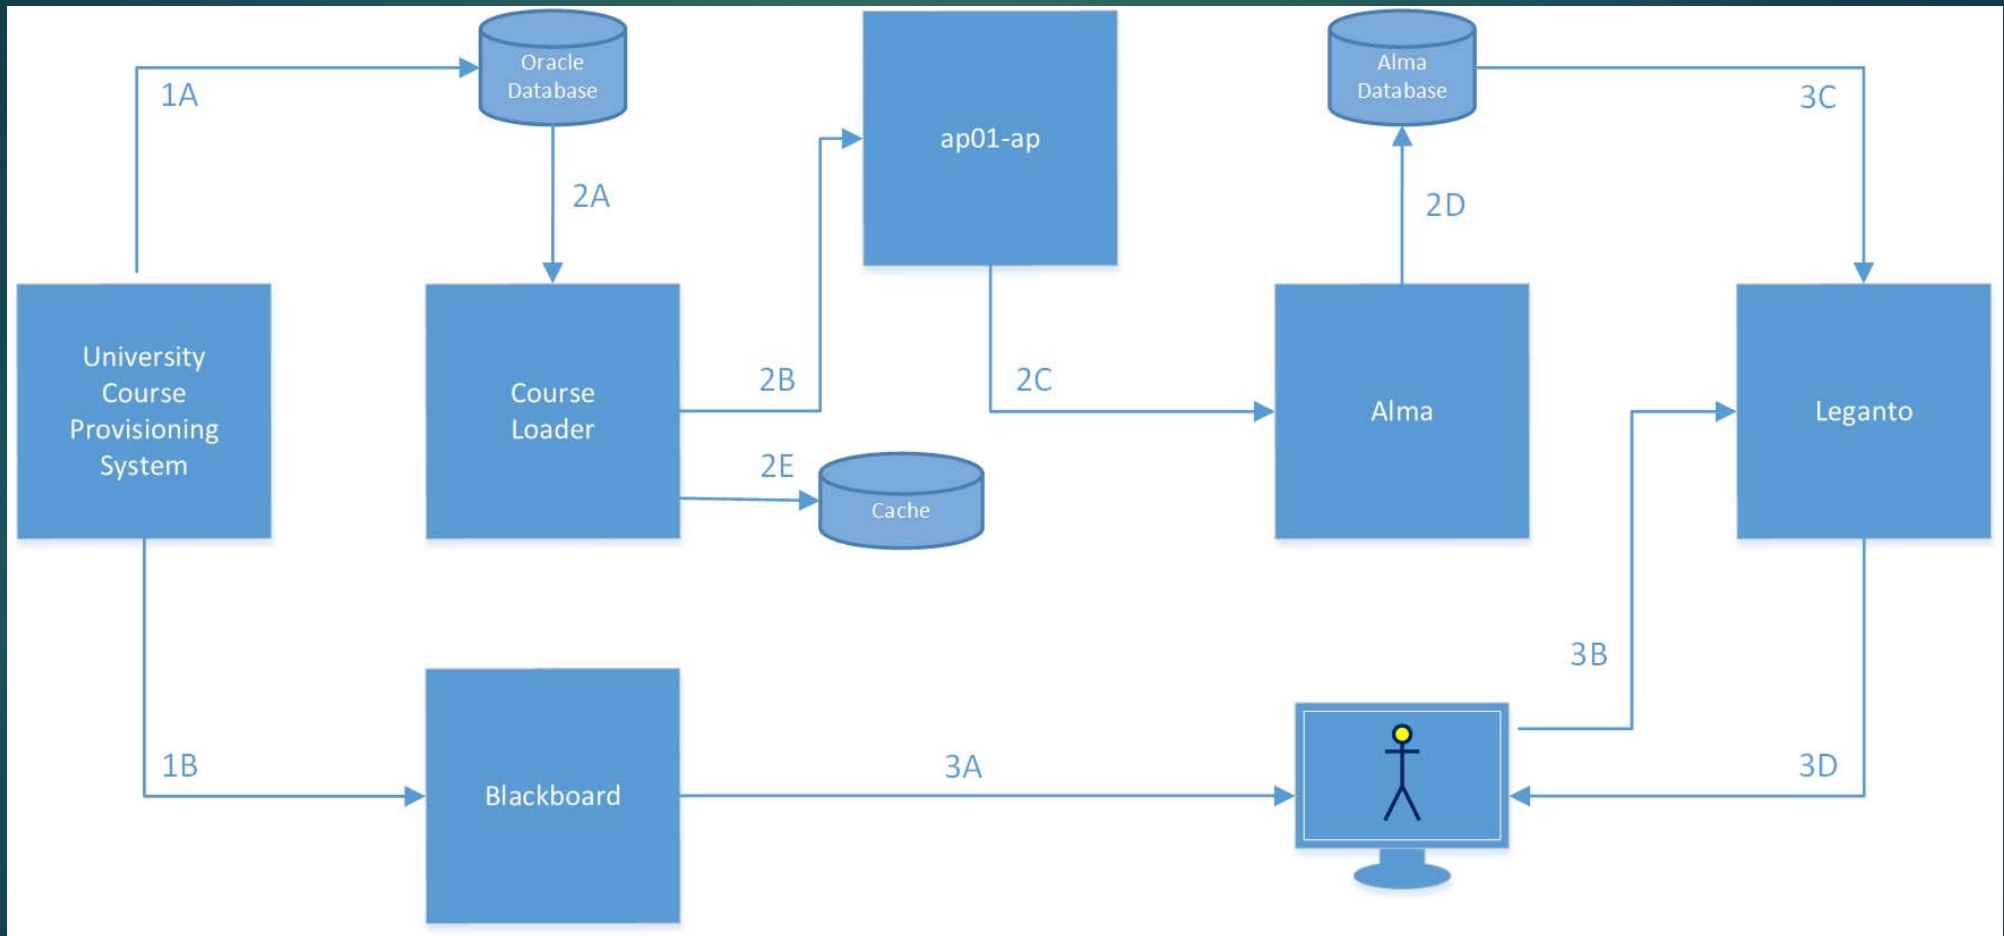 Oracle
Database
1A
2A
ap01-ap
Alma
Database
3C
2D
University
Course
Provisioning
System
Course
Loader
2B
2C
2E
Cache
Alma
Leganto
1B
Blackboard
3A
3B
3D